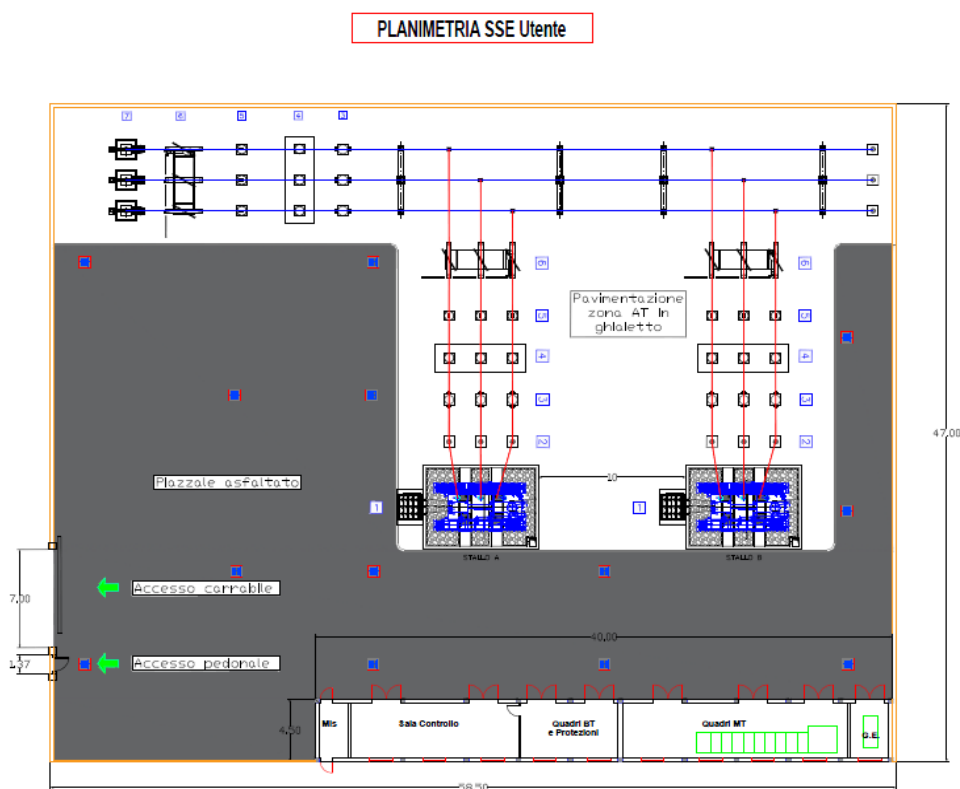 PLANIMETRIA SSE Utente
7
6
5
4
3
6
6
Pavimentazione
zona AT in
ghiaietto
5
5
4
4
3
3
2
2
47,00
Plazzale asfaltato
10
1
1
STALLO A
STALLO B
7,00
Accesso carrabile
40,00
1,37
Accesso pedonale
4,50
Mis
Sala Controllo
Quadri BT
e Protezioni
Quadri MT
G.E.
58,50